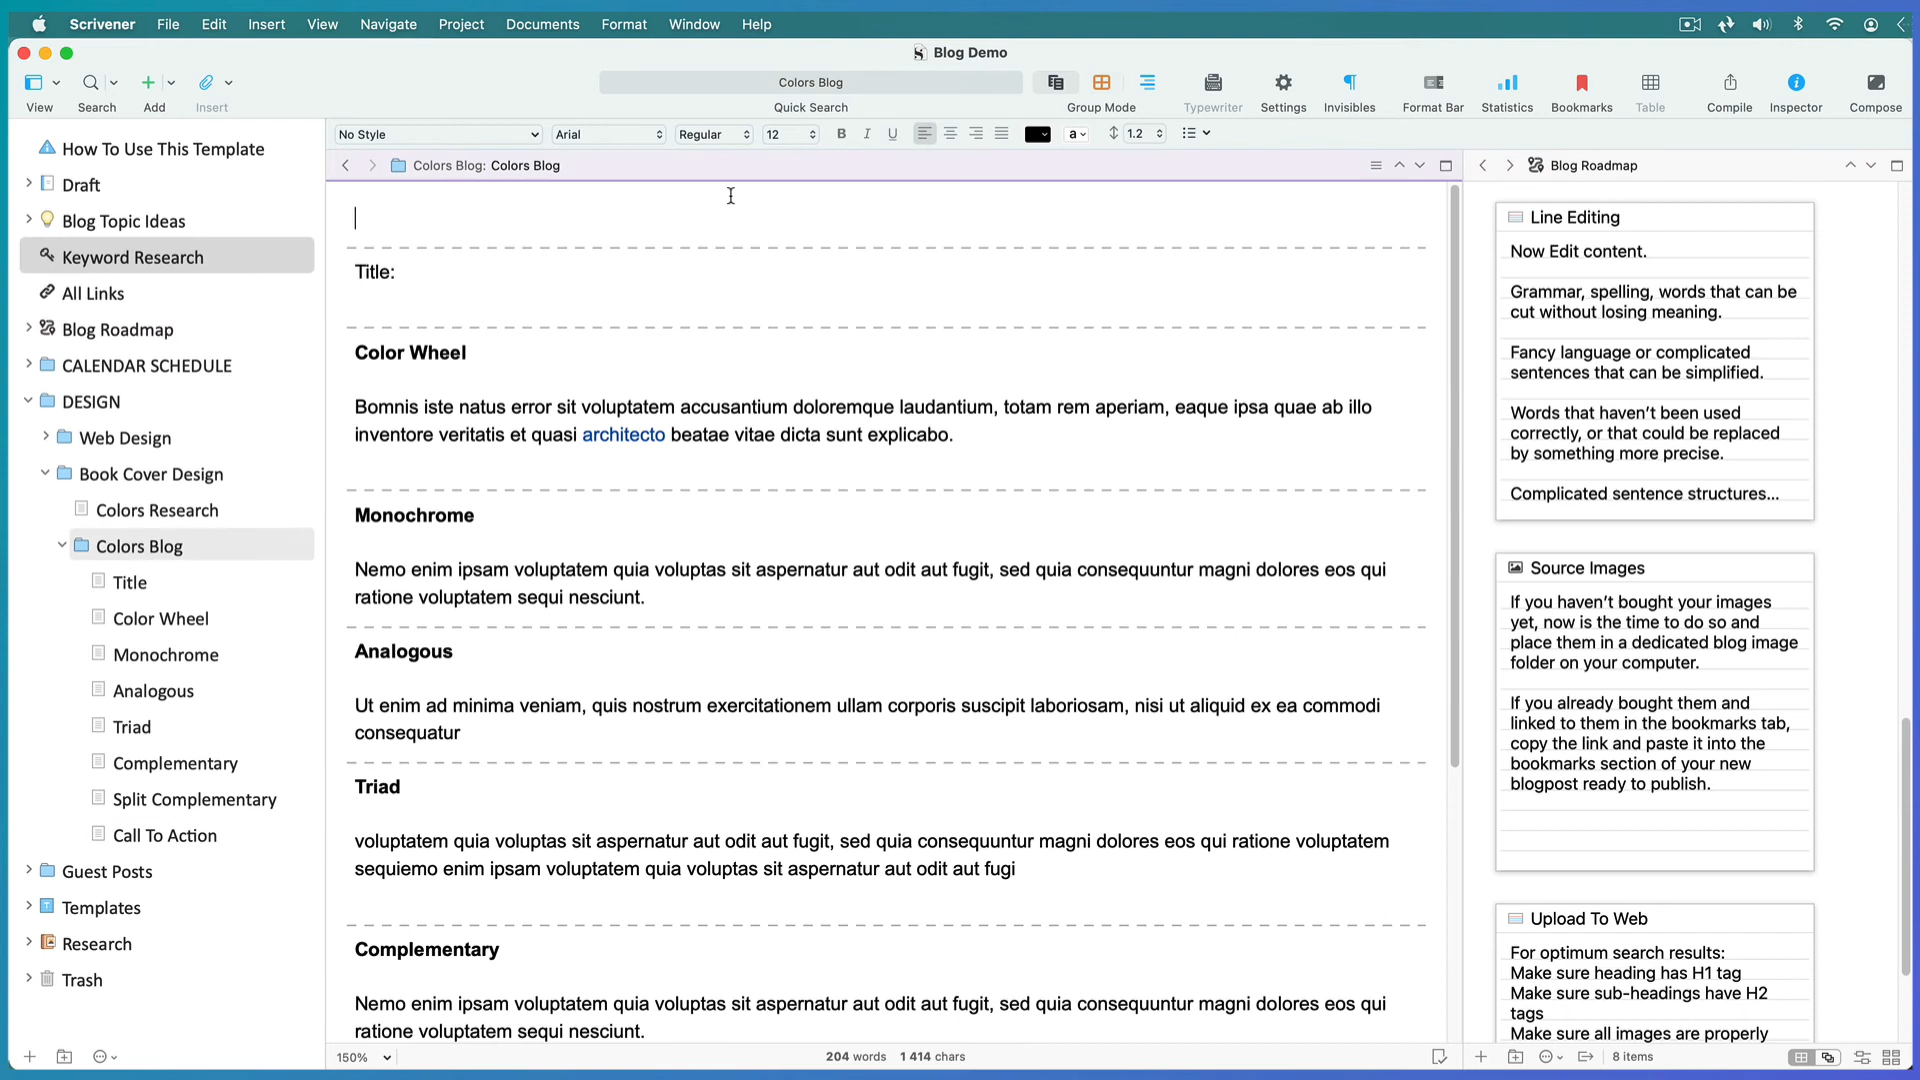 Scrivener File Edit Insert View Navigate Project Documents Format Window Help
Blog Demo
Colors Blog
View Search Add Insert Quick Search Group Mode Typewriter Settings Invisibles Format Bar Statistics Bookmarks Table Compile Inspector Compose
No Style Arial Regular 12 B I U a 1.2
How To Use This Template
Draft
Blog Topic Ideas
Keyword Research
All Links
Blog Roadmap
CALENDAR SCHEDULE
DESIGN
Web Design
Book Cover Design
Colors Research
Colors Blog
Title
Color Wheel
Monochrome
Analogous
Triad
Complementary
Split Complementary
Call To Action
Guest Posts
Templates
Research
Trash
Colors Blog: Colors Blog
Title:
Color Wheel
Bomnis iste natus error sit voluptatem accusantium doloremque laudantium, totam rem aperiam, eaque ipsa quae ab illo
inventore veritatis et quasi architecto beatae vitae dicta sunt explicabo.
Monochrome
Nemo enim ipsam voluptatem quia voluptas sit aspernatur aut odit aut fugit, sed quia consequuntur magni dolores eos qui
ratione voluptatem sequi nesciunt.
Analogous
Ut enim ad minima veniam, quis nostrum exercitationem ullam corporis suscipit laboriosam, nisi ut aliquid ex ea commodi
consequatur
Triad
voluptatem quia voluptas sit aspernatur aut odit aut fugit, sed quia consequuntur magni dolores eos qui ratione voluptatem
sequiemo enim ipsam voluptatem quia voluptas sit aspernatur aut odit aut fugi
Complementary
Nemo enim ipsam voluptatem quia voluptas sit aspernatur aut odit aut fugit, sed quia consequuntur magni dolores eos qui
ratione voluptatem sequi nesciunt.
150%
204 words 1 414 chars
Blog Roadmap
Line Editing
Now Edit content.
Grammar, spelling, words that can be
cut without losing meaning.
Fancy language or complicated
sentences that can be simplified.
Words that haven't been used
correctly, or that could be replaced
by something more precise.
Complicated sentence structures...
Source Images
If you haven't bought your images
yet, now is the time to do so and
place them in a dedicated blog image
folder on your computer.
If you already bought them and
linked to them in the bookmarks tab,
copy the link and paste it into the
bookmarks section of your new
blogpost ready to publish.
Upload To Web
For optimum search results:
Make sure heading has H1 tag
Make sure sub-headings have H2
tags
Make sure all images are properly
8 items